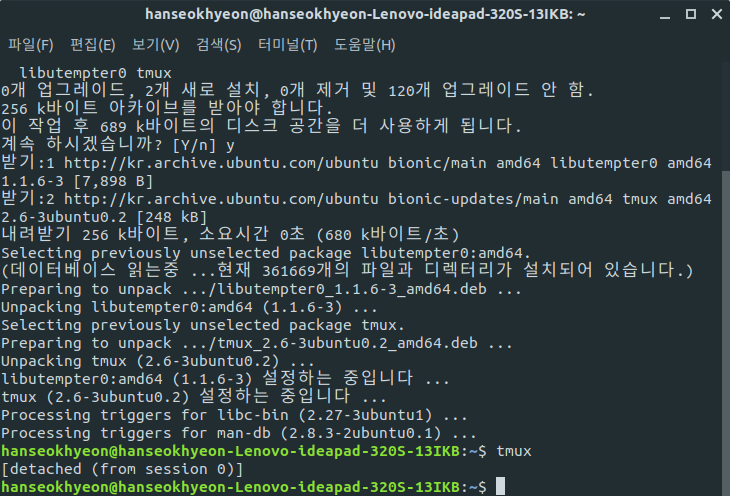 hanseokhyeon@hanseokhyeon-Lenovo-ideapad-320S-13IKB: ~
파일(F) 편집(E) 보기(V) 검색(S) 터미널(T) 도움말(H)
libutempter0 tmux
0개 업그레이드, 2개 새로 설치, 0개 제거 및 120개 업그레이드 안 함.
256 k바이트 아카이브를 받아야 합니다.
이 작업 후 689 k바이트의 디스크 공간을 더 사용하게 됩니다.
계속 하시겠습니까? [Y/n] y
받기:1 http://kr.archive.ubuntu.com/ubuntu bionic/main amd64 libutempter0 amd64
1.1.6-3 [7,898 B]
받기:2 http://kr.archive.ubuntu.com/ubuntu bionic-updates/main amd64 tmux amd64
2.6-3ubuntu0.2 [248 kB]
내려받기 256 k바이트, 소요시간 0초 (680 k바이트/초)
Selecting previously unselected package libutempter0:amd64.
(데이터베이스 읽는중 ...현재 361669개의 파일과 디렉터리가 설치되어 있습니다.)
Preparing to unpack .../libutempter0_1.1.6-3_amd64.deb ...
Unpacking libutempter0:amd64 (1.1.6-3) ...
Selecting previously unselected package tmux.
Preparing to unpack .../tmux_2.6-3ubuntu0.2_amd64.deb ...
Unpacking tmux (2.6-3ubuntu0.2) ...
libutempter0:amd64 (1.1.6-3) 설정하는 중입니다 ...
tmux (2.6-3ubuntu0.2) 설정하는 중입니다 ...
Processing triggers for libc-bin (2.27-3ubuntu1) ...
Processing triggers for man-db (2.8.3-2ubuntu0.1) ...
hanseokhyeon@hanseokhyeon-Lenovo-ideapad-320S-13IKB:~$ tmux
[detached (from session 0)]
hanseokhyeon@hanseokhyeon-Lenovo-ideapad-320S-13IKB:~$